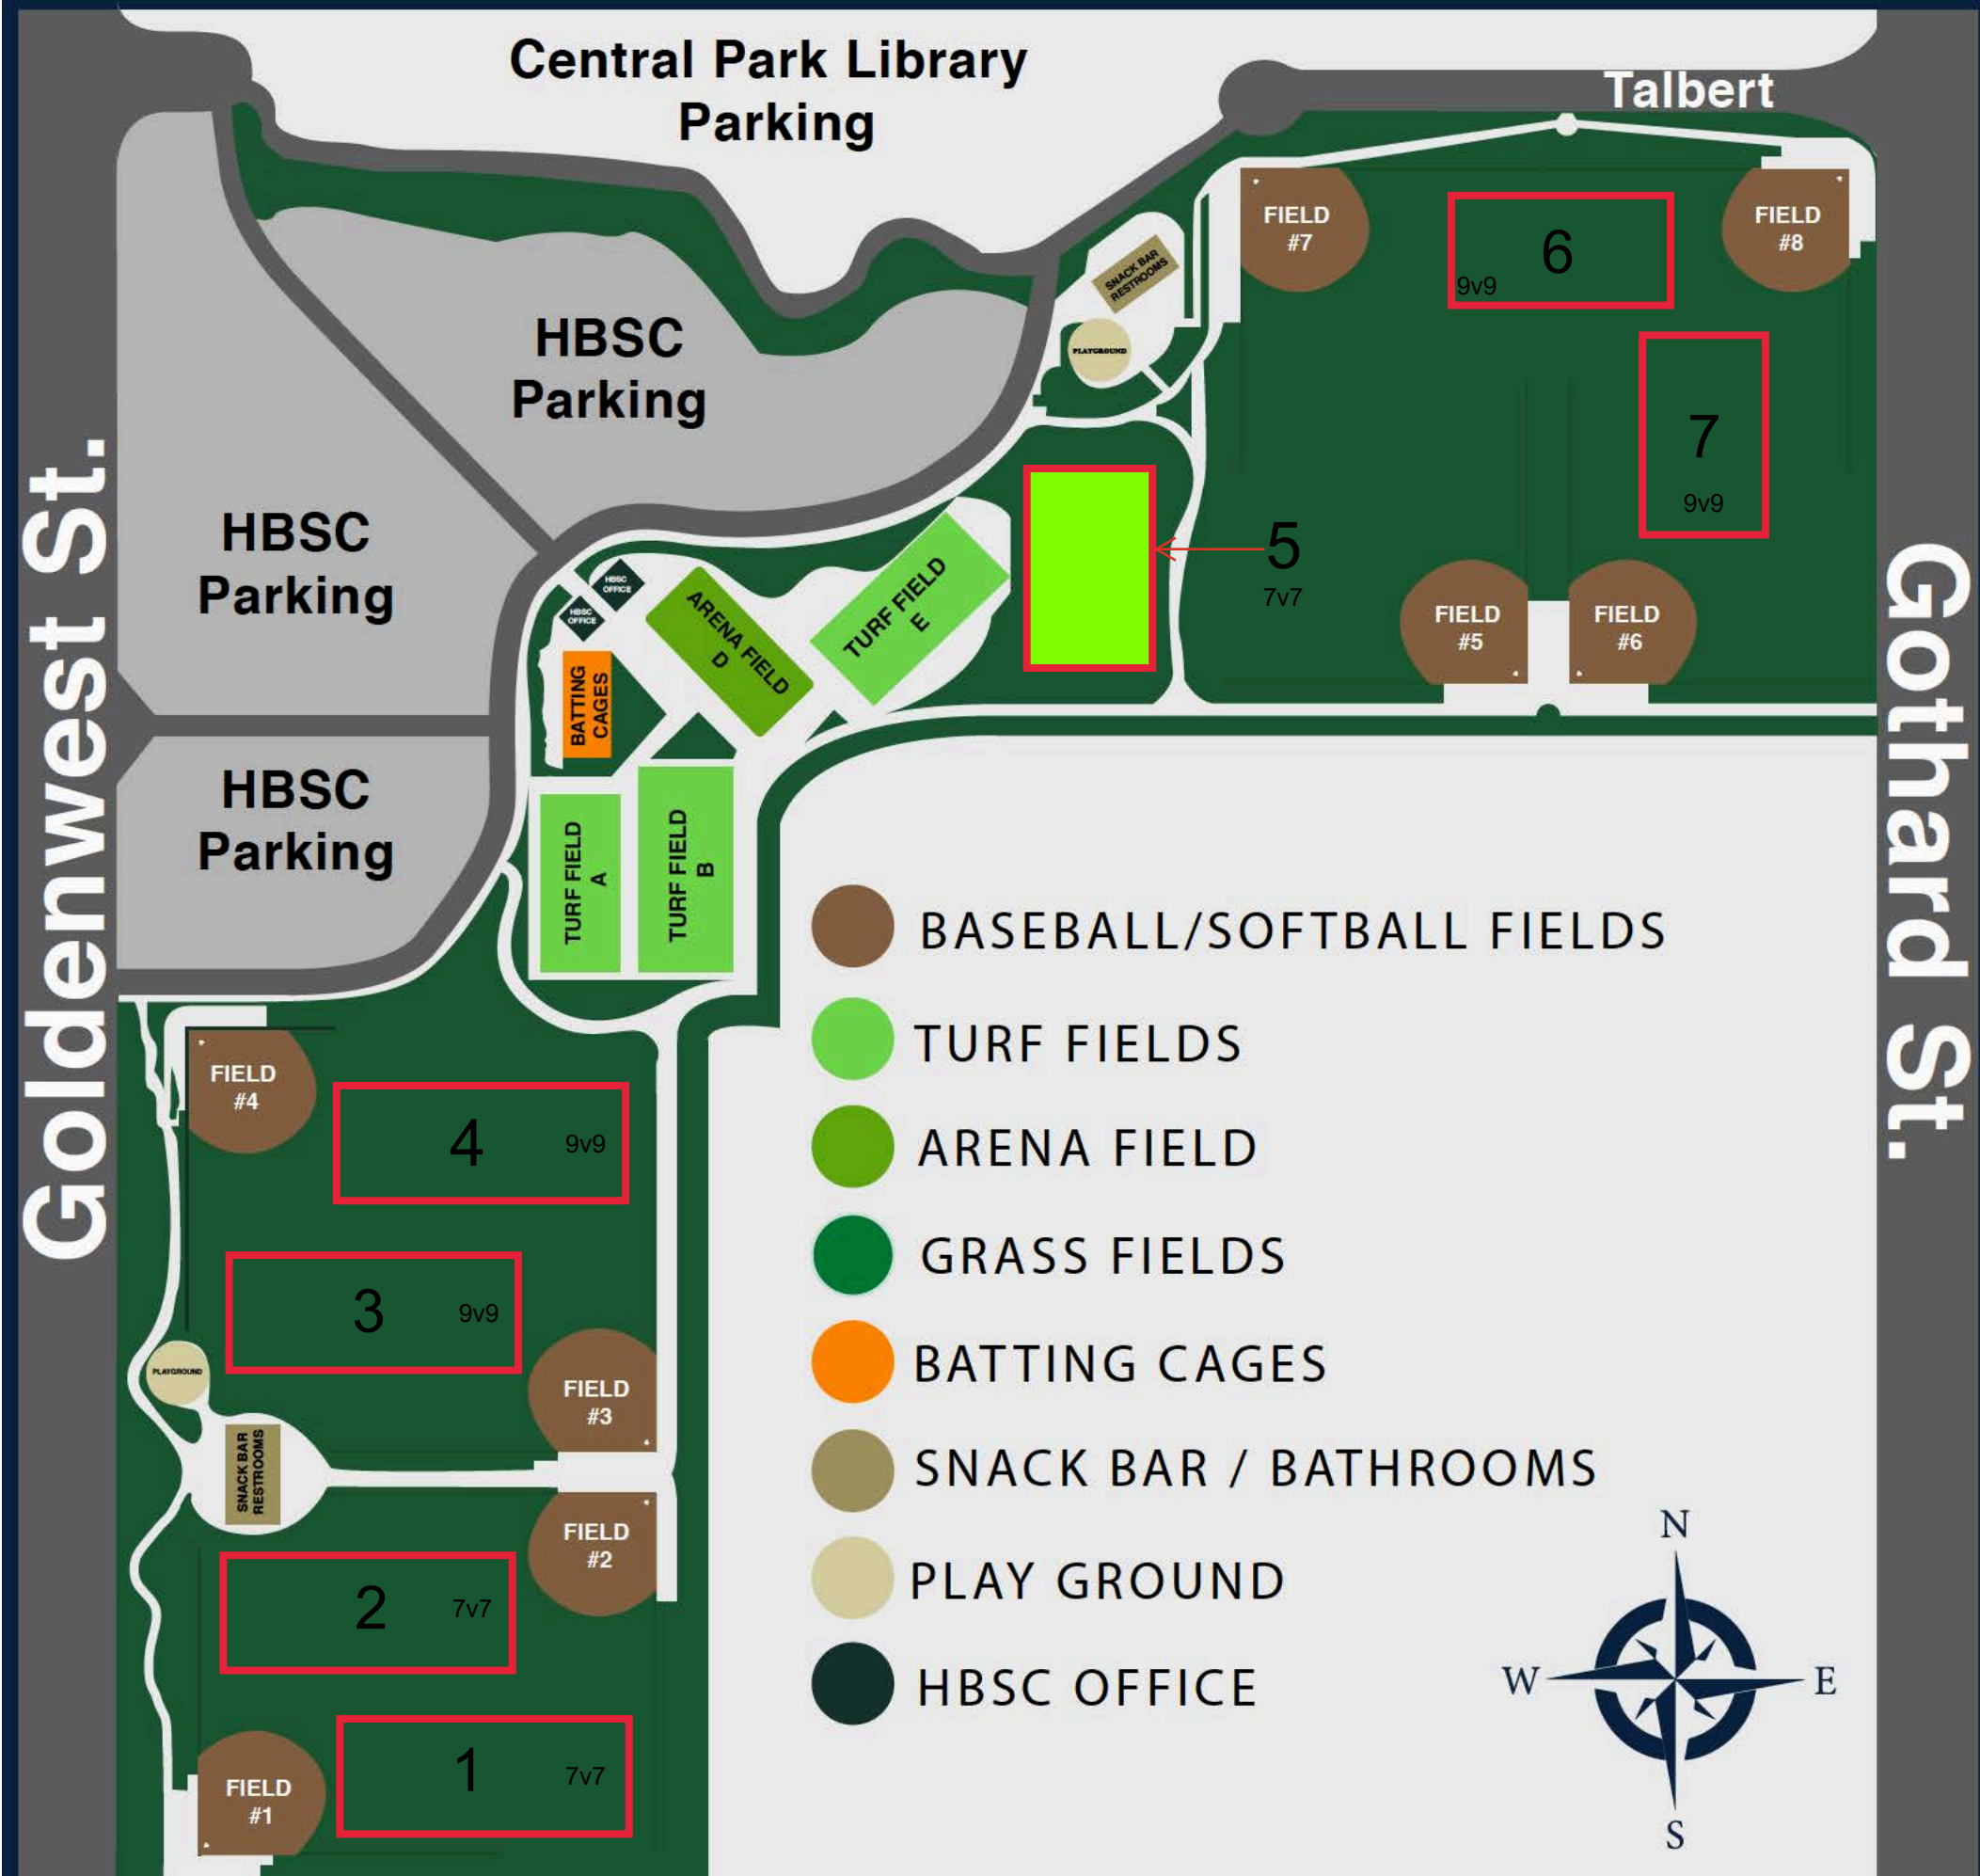 Central Park Library
Parking
Talbert
FIELD
#7
6
9v9
FIELD
#8
SNACK BAR
RESTROOMS
PLAYGROUND
HBSC
Parking
7
9v9
Goldenwest St.
HBSC
Parking
5
7v7
Gothard St.
HBSC
OFFICE
HBSC
OFFICE
ARENA FIELD
D
TURF FIELD
E
FIELD
#5
FIELD
#6
BATTING
CAGES
HBSC
Parking
TURF FIELD
A
TURF FIELD
B
BASEBALL/SOFTBALL FIELDS
TURF FIELDS
ARENA FIELD
GRASS FIELDS
BATTING CAGES
SNACK BAR / BATHROOMS
PLAY GROUND
HBSC OFFICE
FIELD
#4
4
9v9
3
9v9
PLAYGROUND
FIELD
#3
SNACK BAR
RESTROOMS
FIELD
#2
2
7v7
1
7v7
FIELD
#1
N
W
E
S